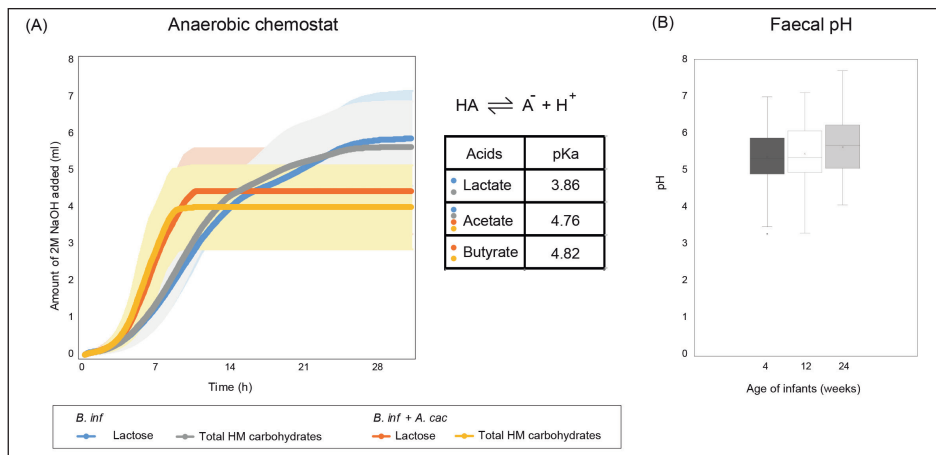 (A) Anaerobic chemostat
8
7
6
5
4
3
2
1
0
Amount of 2M NaOH added (ml)
0 7 14 21 28
Time (h)
HA ⇌ A⁻ + H⁺
Acids pKa
Lactate 3.86
Acetate 4.76
Butyrate 4.82
(B) Faecal pH
8
7
6
5
4
3
2
1
0
pH
4 12 24
Age of infants (weeks)
B. inf B. inf + A. cac
Lactose Total HM carbohydrates Lactose Total HM carbohydrates